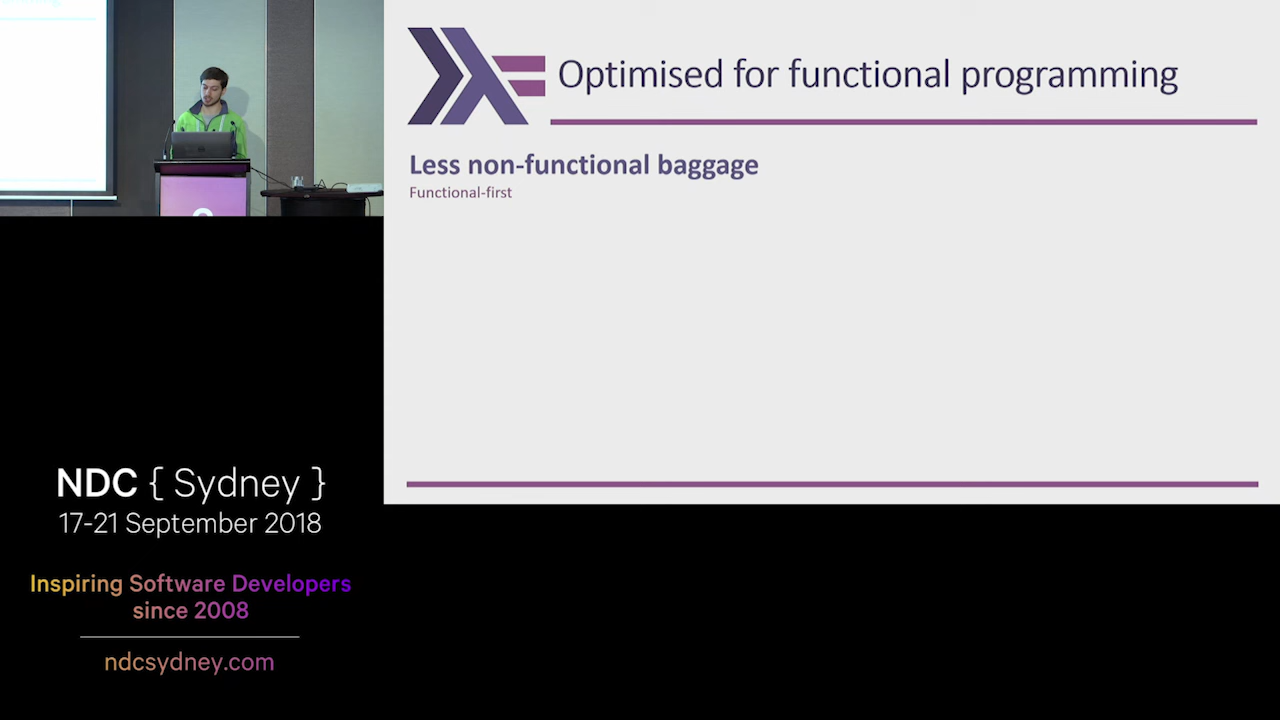 Optimised for functional programming
Less non-functional baggage
Functional-first
NDC { Sydney }
17-21 September 2018
Inspiring Software Developers
since 2008
ndcsydney.com